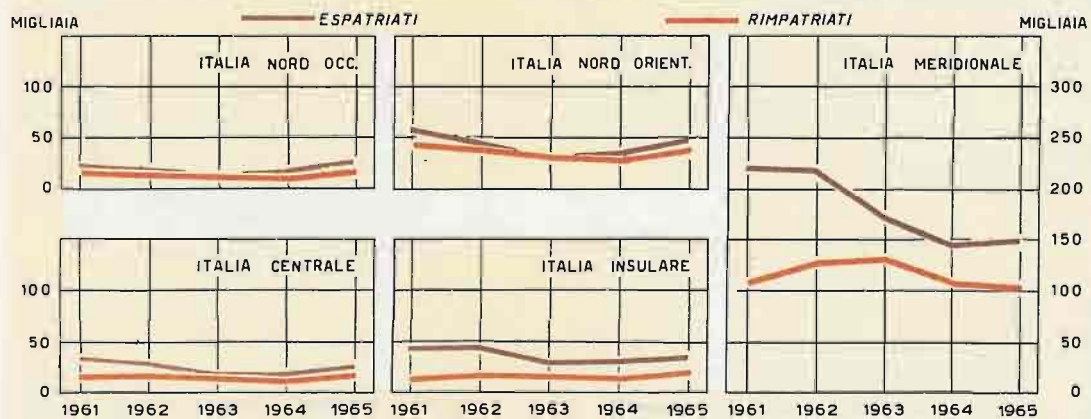 MIGLIAIA
ESPATRIATI
RIMPATRIATI
MIGLIAIA
ITALIA NORD OCC.
ITALIA NORD ORIENT.
ITALIA MERIDIONALE
100
50
0
300
250
200
150
100
50
0
ITALIA CENTRALE
ITALIA INSULARE
100
50
0
1961 1962 1963 1964 1965
1961 1962 1963 1964 1965
1961 1962 1963 1964 1965